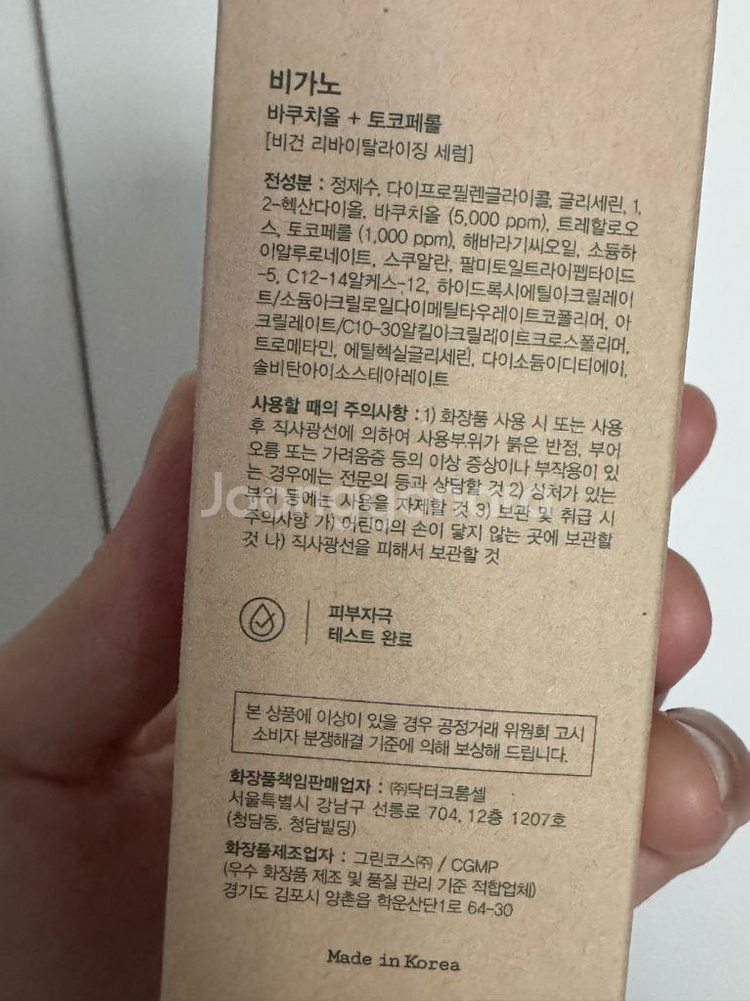 비가노
바쿠치올 + 토코페롤
[비건 리바이탈라이징 세럼]
전성분 : 정제수, 다이프로필렌글라이콜, 글리세린, 1,
2-헥산다이올, 바쿠치올 (5,000 ppm), 트레할로오
스, 토코페롤 (1,000 ppm), 해바라기씨오일, 소듐하
이알루로네이트, 스쿠알란, 팔미토일트라이펩타이드
-5, C12-14알케스-12, 하이드록시에틸아크릴레이
트/소듐아크릴로일다이메틸타우레이트코폴리머, 아
크릴레이트/C10-30알킬아크릴레이트크로스폴리머,
트로메타민, 에틸헥실글리세린, 다이소듐이디티에이,
솔비탄아이소스테아레이트
사용할 때의 주의사항 : 1) 화장품 사용 시 또는 사용
후 직사광선에 의하여 사용부위가 붉은 반점, 부어
오름 또는 가려움증 등의 이상 증상이나 부작용이 있
는 경우에는 전문의 등과 상담할 것 2) 상처가 있는
부위 등에는 사용을 자제할 것 3) 보관 및 취급 시
주의사항 가) 어린이의 손이 닿지 않는 곳에 보관할
것 나) 직사광선을 피해서 보관할 것
피부자극
테스트 완료
본 상품에 이상이 있을 경우 공정거래 위원회 고시
소비자 분쟁해결 기준에 의해 보상해 드립니다.
화장품책임판매업자 : ㈜닥터크롬셀
서울특별시 강남구 선릉로 704, 12층 1207호
(청담동, 청담빌딩)
화장품제조업자 : 그린코스㈜ / CGMP
(우수 화장품 제조 및 품질 관리 기준 적합업체)
경기도 김포시 양촌읍 학운산단1로 64-30
Made in Korea